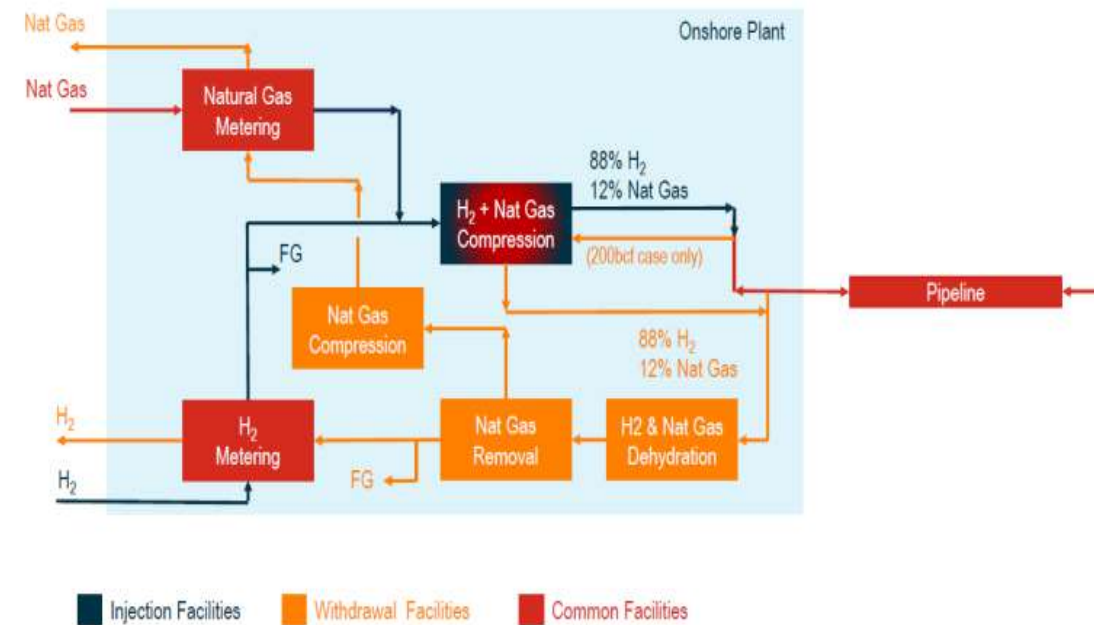 Nat Gas
Onshore Plant
Nat Gas
Natural Gas
Metering
88% H₂
12% Nat Gas
H₂ + Nat Gas
Compression
(200bcf case only)
FG
Pipeline
Nat Gas
Compression
88% H₂
12% Nat Gas
H₂
H₂
Metering
Nat Gas
Removal
H2 & Nat Gas
Dehydration
H₂
FG
Injection Facilities
Withdrawal Facilities
Common Facilities